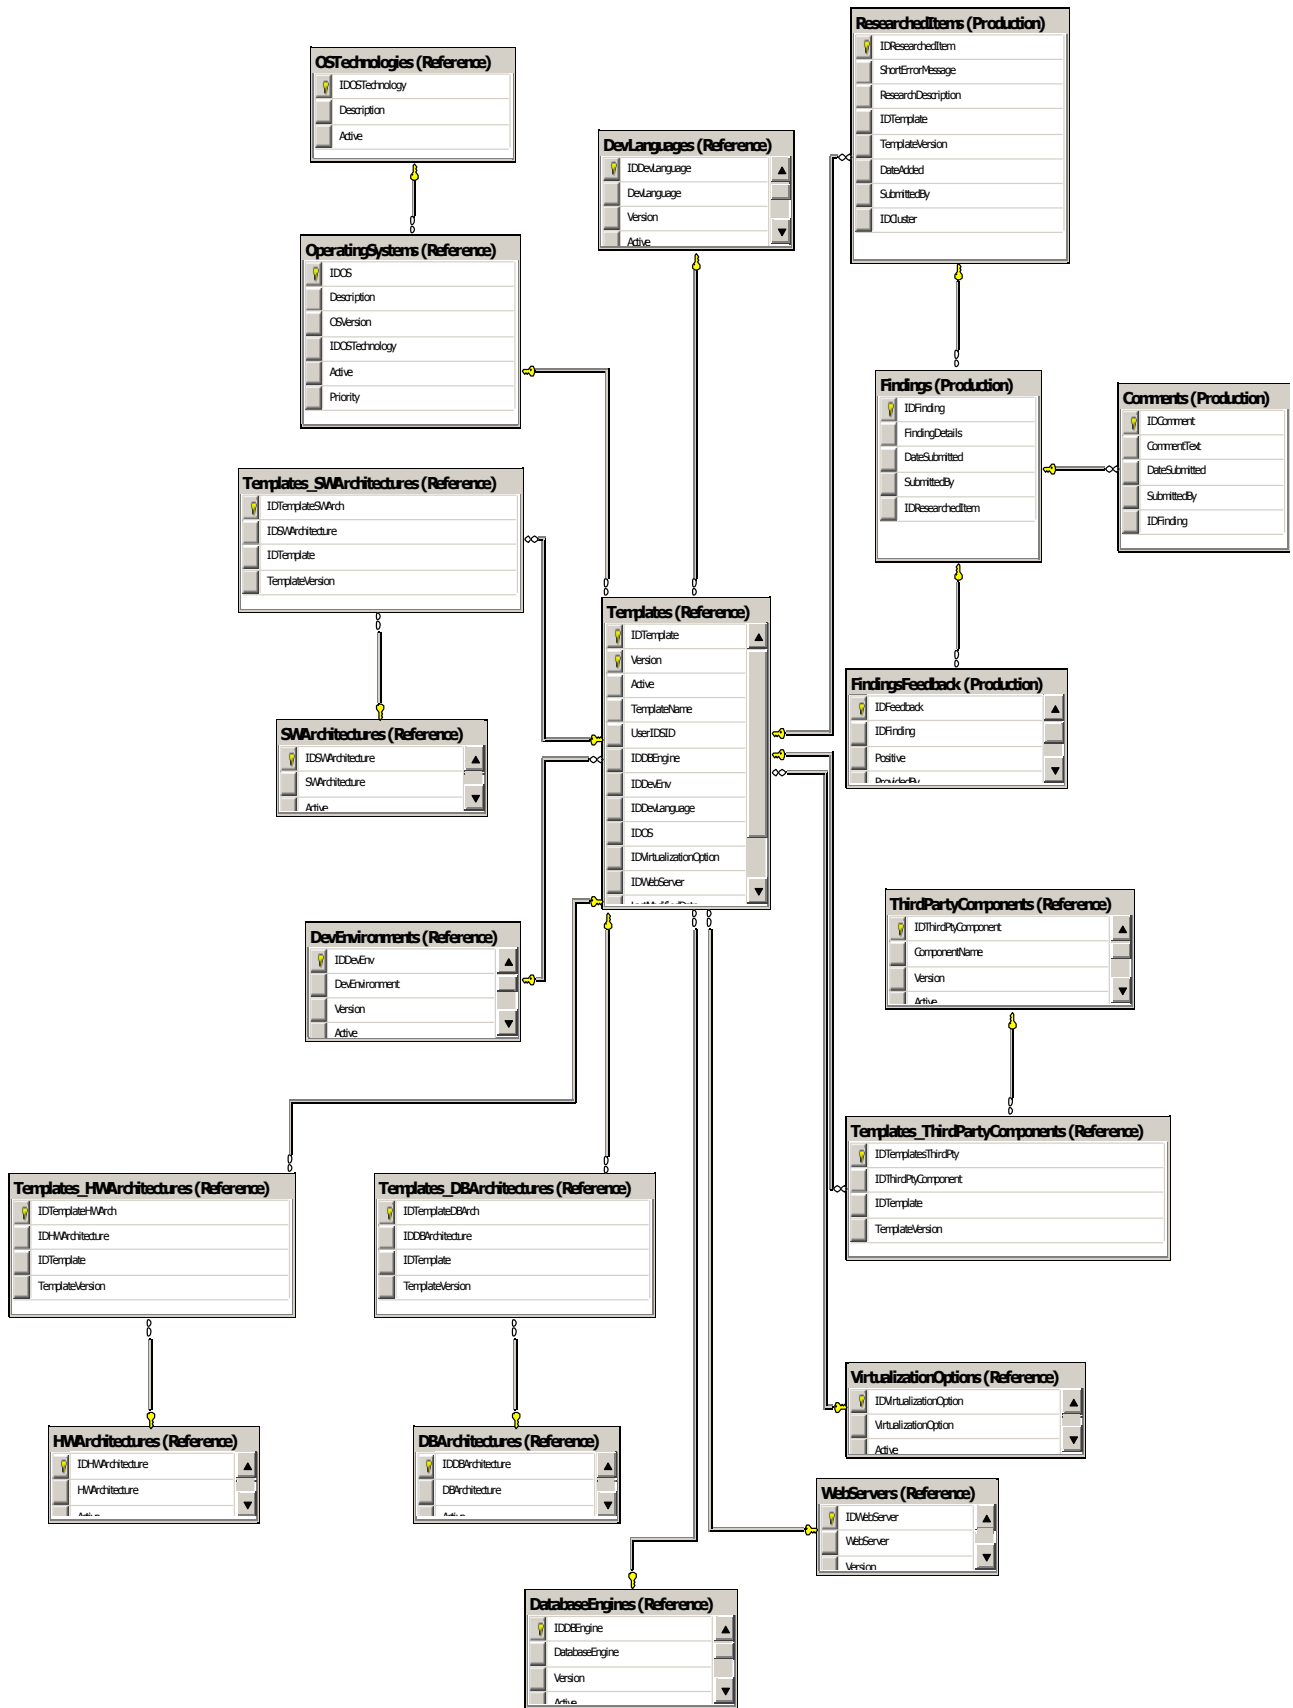 ResearchedItems (Production)
IDResearchedItem
ShortErrorMessage
ResearchDescription
IDTemplate
TemplateVersion
DateAdded
SubmittedBy
IDCluster
OSTechnologies (Reference)
IDOSTechnology
Description
Active
DevLanguages (Reference)
IDDevLanguage
DevLanguage
Version
Active
OperatingSystems (Reference)
IDOS
Description
OSVersion
IDOSTechnology
Active
Priority
Findings (Production)
IDFinding
FindingDetails
DateSubmitted
SubmittedBy
IDResearchedItem
Comments (Production)
IDComment
CommentText
DateSubmitted
SubmittedBy
IDFinding
Templates_SWArchitectures (Reference)
IDTemplateSWArch
IDSWArchitecture
IDTemplate
TemplateVersion
Templates (Reference)
IDTemplate
Version
Active
TemplateName
UserIDSID
IDDBEngine
IDDevEnv
IDDevLanguage
IDOS
IDVirtualizationOption
IDWebServer
LastModifiedDate
FindingsFeedback (Production)
IDFeedback
IDFinding
Positive
ProvidedBy
SWArchitectures (Reference)
IDSWArchitecture
SWArchitecture
Active
ThirdPartyComponents (Reference)
IDThirdPtyComponent
ComponentName
Version
Active
DevEnvironments (Reference)
IDDevEnv
DevEnvironment
Version
Active
Templates_ThirdPartyComponents (Reference)
IDTemplatesThirdPty
IDThirdPtyComponent
IDTemplate
TemplateVersion
Templates_HWArchitectures (Reference)
IDTemplateHWArch
IDHWArchitecture
IDTemplate
TemplateVersion
Templates_DBArchitectures (Reference)
IDTemplateDBArch
IDDBArchitecture
IDTemplate
TemplateVersion
VirtualizationOptions (Reference)
IDVirtualizationOption
VirtualizationOption
Active
HWArchitectures (Reference)
IDHWArchitecture
HWArchitecture
Active
DBArchitectures (Reference)
IDDBArchitecture
DBArchitecture
Active
WebServers (Reference)
IDWebServer
WebServer
Version
DatabaseEngines (Reference)
IDDBEngine
DatabaseEngine
Version
Active